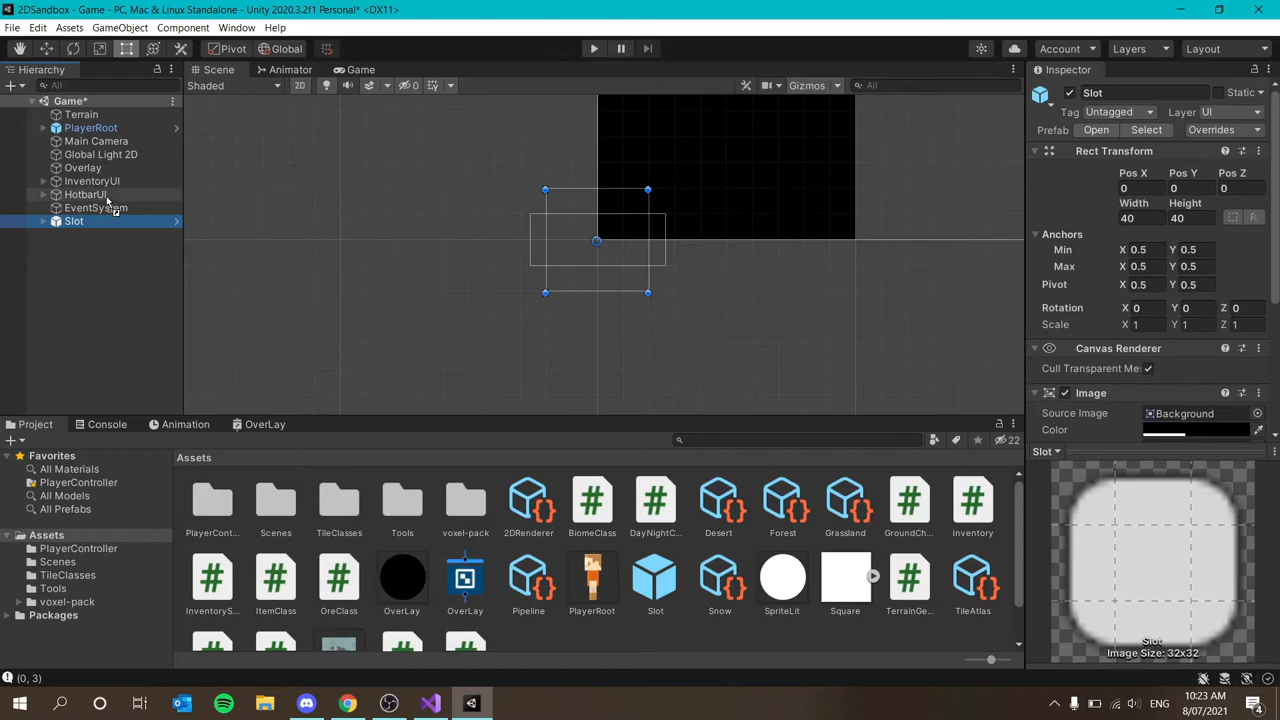 2DSandbox - Game - PC, Mac & Linux Standalone - Unity 2020.3.2f1 Personal* <DX11>
File Edit Assets GameObject Component Window Help
Pivot Global Account Layers Layout
Hierarchy
All
Game*
Terrain
PlayerRoot
Main Camera
Global Light 2D
Overlay
InventoryUI
HotbarUI
EventSystem
Slot
Scene Animator Game
Shaded 2D 0 Gizmos All
Inspector
Slot Static
Tag Untagged Layer UI
Prefab Open Select Overrides
Rect Transform
Pos X Pos Y Pos Z
0 0 0
Width Height
40 40 R
Anchors
Min X 0.5 Y 0.5
Max X 0.5 Y 0.5
Pivot X 0.5 Y 0.5
Rotation X 0 Y 0 Z 0
Scale X 1 Y 1 Z 1
Canvas Renderer
Cull Transparent Me
Image
Source Image Background
Color
Slot
Slot
Image Size: 32x32
Project Console Animation OverLay
22
Favorites
All Materials
PlayerController
All Models
All Prefabs
Assets
PlayerController
Scenes
TileClasses
Tools
voxel-pack
Packages
Assets
PlayerCont... Scenes TileClasses Tools voxel-pack 2DRenderer BiomeClass DayNightC... Desert Forest Grassland GroundCh... Inventory
InventoryS... ItemClass OreClass OverLay OverLay Pipeline PlayerRoot Slot Snow SpriteLit Square TerrainGe... TileAtlas
(0, 3)
ENG
10:23 AM
8/07/2021
4